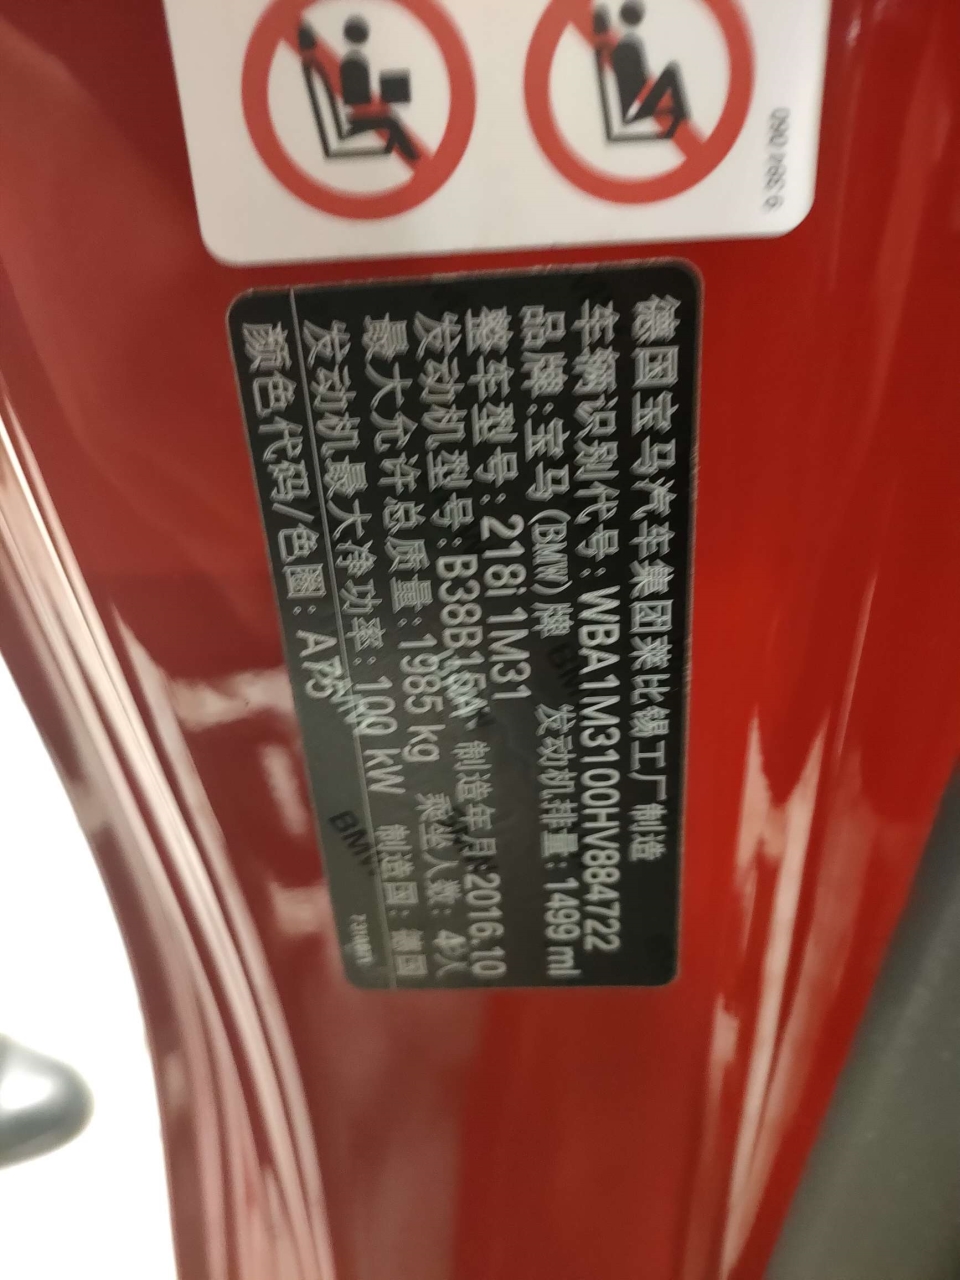 德国宝马汽车集团莱比锡工厂 制造
车辆识别代号: WBA1M3100HV884722
品牌:宝马(BMW)牌 发动机排量: 1499 ml
整车型号: 218i 1M31
发动机型号: B38B15A 制造年月:2016.10
最大允许总质量: 1985 kg 乘坐人数: 4人
发动机最大净功率: 100 kW 制造国: 德国
颜色代码/色圈: A75
BMW